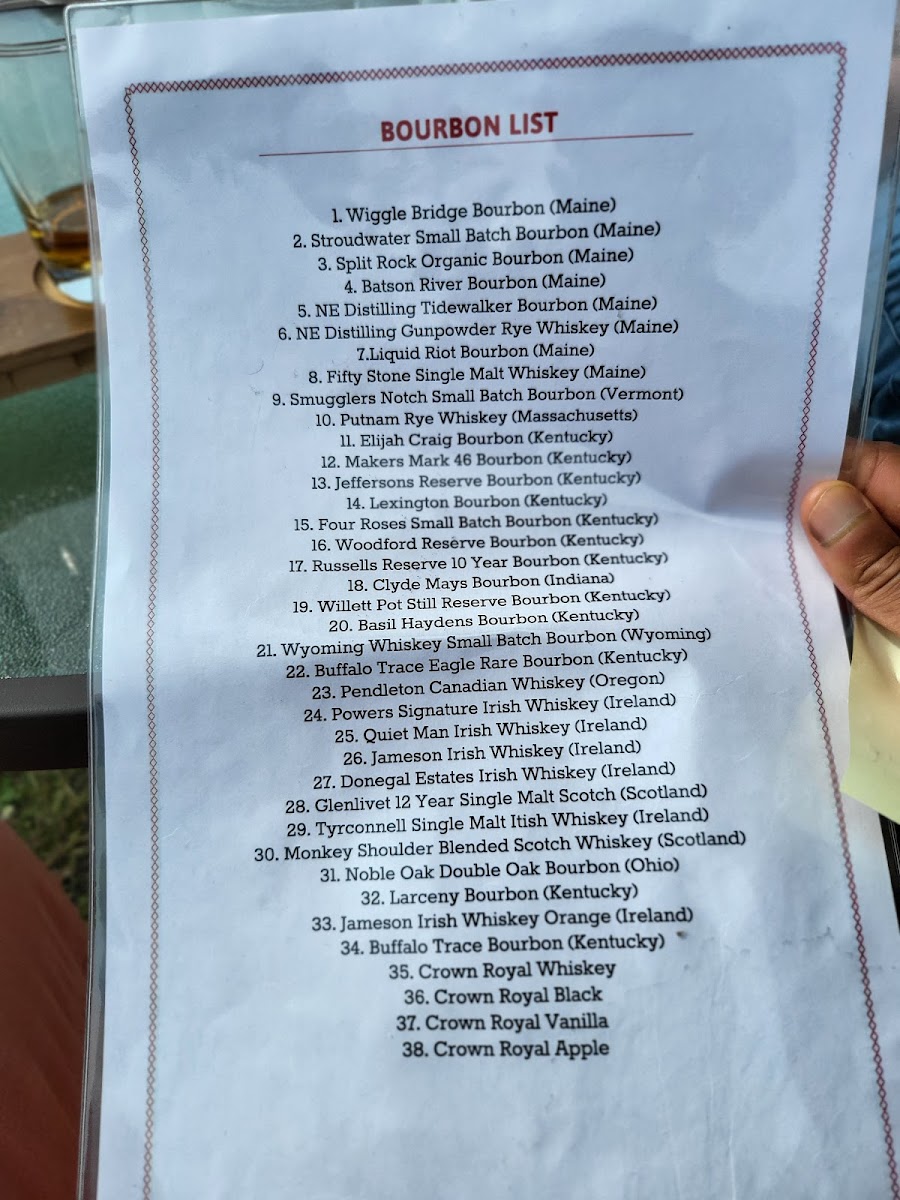 BOURBON LIST
1. Wiggle Bridge Bourbon (Maine)
2. Stroudwater Small Batch Bourbon (Maine)
3. Split Rock Organic Bourbon (Maine)
4. Batson River Bourbon (Maine)
5. NE Distilling Tidewalker Bourbon (Maine)
6. NE Distilling Gunpowder Rye Whiskey (Maine)
7.Liquid Riot Bourbon (Maine)
8. Fifty Stone Single Malt Whiskey (Maine)
9. Smugglers Notch Small Batch Bourbon (Vermont)
10. Putnam Rye Whiskey (Massachusetts)
11. Elijah Craig Bourbon (Kentucky)
12. Makers Mark 46 Bourbon (Kentucky)
13. Jeffersons Reserve Bourbon (Kentucky)
14. Lexington Bourbon (Kentucky)
15. Four Roses Small Batch Bourbon (Kentucky)
16. Woodford Reserve Bourbon (Kentucky)
17. Russells Reserve 10 Year Bourbon (Kentucky)
18. Clyde Mays Bourbon (Indiana)
19. Willett Pot Still Reserve Bourbon (Kentucky)
20. Basil Haydens Bourbon (Kentucky)
21. Wyoming Whiskey Small Batch Bourbon (Wyoming)
22. Buffalo Trace Eagle Rare Bourbon (Kentucky)
23. Pendleton Canadian Whiskey (Oregon)
24. Powers Signature Irish Whiskey (Ireland)
25. Quiet Man Irish Whiskey (Ireland)
26. Jameson Irish Whiskey (Ireland)
27. Donegal Estates Irish Whiskey (Ireland)
28. Glenlivet 12 Year Single Malt Scotch (Scotland)
29. Tyrconnell Single Malt Itish Whiskey (Ireland)
30. Monkey Shoulder Blended Scotch Whiskey (Scotland)
31. Noble Oak Double Oak Bourbon (Ohio)
32. Larceny Bourbon (Kentucky)
33. Jameson Irish Whiskey Orange (Ireland)
34. Buffalo Trace Bourbon (Kentucky)
35. Crown Royal Whiskey
36. Crown Royal Black
37. Crown Royal Vanilla
38. Crown Royal Apple